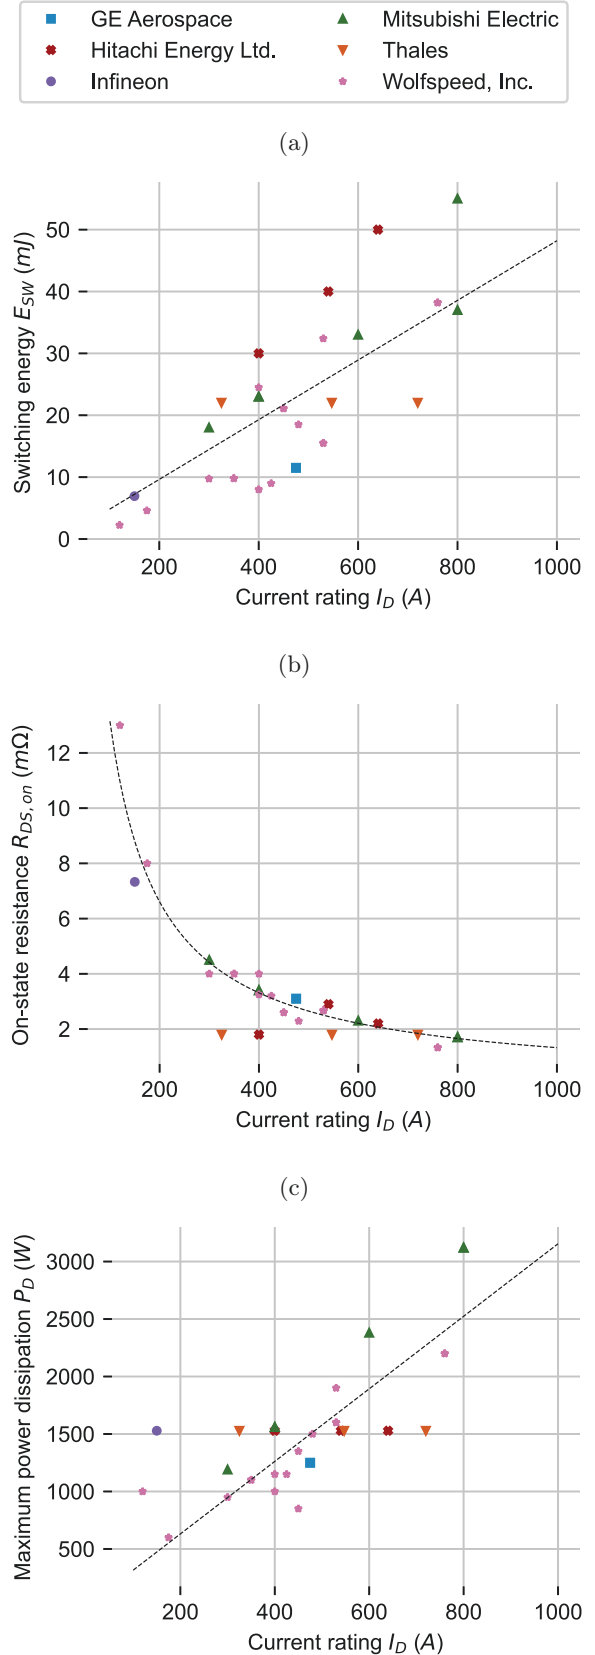 GE Aerospace
Hitachi Energy Ltd.
Infineon
Mitsubishi Electric
Thales
Wolfspeed, Inc.
(a)
Switching energy E_SW (mJ)
50
40
30
20
10
0
200 400 600 800 1000
Current rating I_D (A)
(b)
On-state resistance R_DS, on (mΩ)
12
10
8
6
4
2
200 400 600 800 1000
Current rating I_D (A)
(c)
Maximum power dissipation P_D (W)
3000
2500
2000
1500
1000
500
200 400 600 800 1000
Current rating I_D (A)